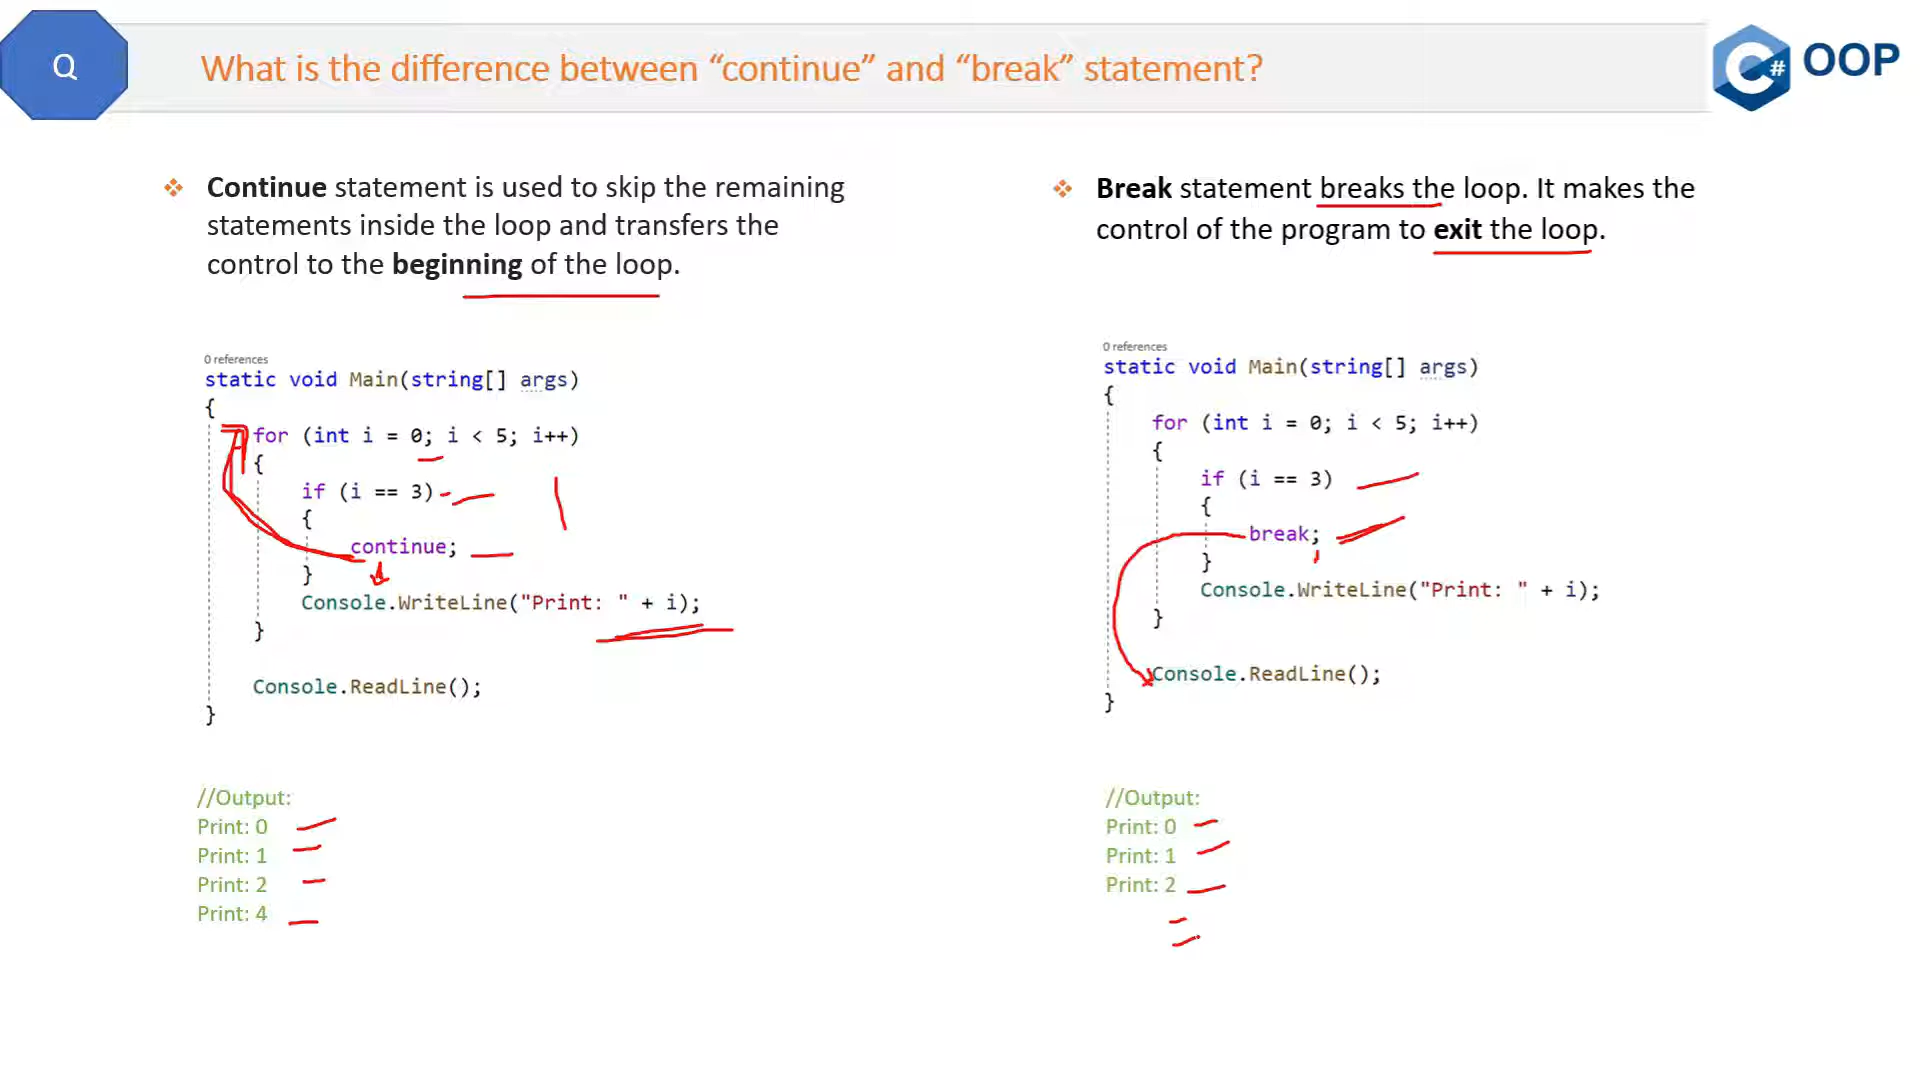 Q
What is the difference between “continue” and “break” statement?
C# OOP
❖ Continue statement is used to skip the remaining
statements inside the loop and transfers the
control to the beginning of the loop.
0 references
static void Main(string[] args)
{
for (int i = 0; i < 5; i++)
{
if (i == 3)
{
continue;
}
Console.WriteLine("Print: " + i);
}
Console.ReadLine();
}
//Output:
Print: 0
Print: 1
Print: 2
Print: 4
❖ Break statement breaks the loop. It makes the
control of the program to exit the loop.
0 references
static void Main(string[] args)
{
for (int i = 0; i < 5; i++)
{
if (i == 3)
{
break;
}
Console.WriteLine("Print: " + i);
}
Console.ReadLine();
}
//Output:
Print: 0
Print: 1
Print: 2